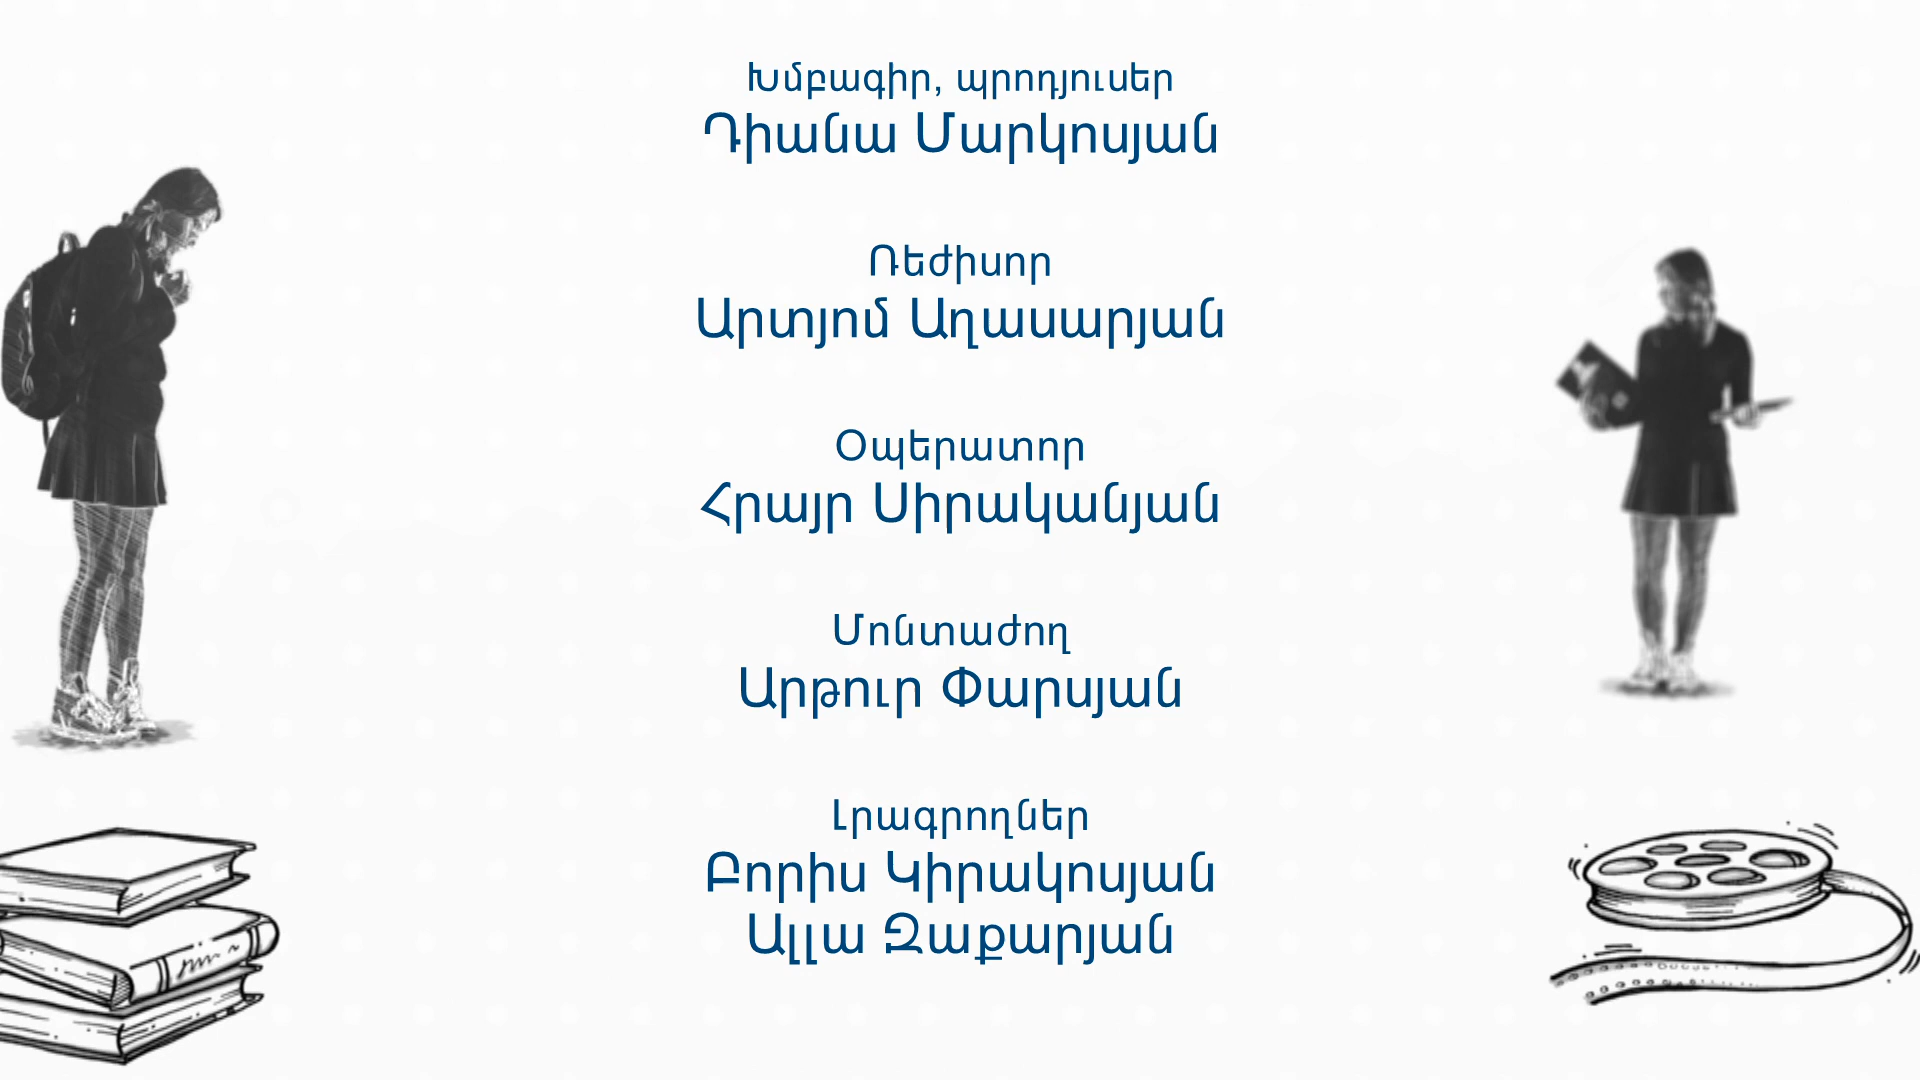 Խմբագիր, պրոդյուսեր
Դիանա Մարկոսյան
Ռեժիսոր
Արտյոմ Աղասարյան
Օպերատոր
Հրայր Սիրականյան
Մոնտաժող
Արթուր Փարսյան
Լրագրողներ
Բորիս Կիրակոսյան
Ալլա Զաքարյան